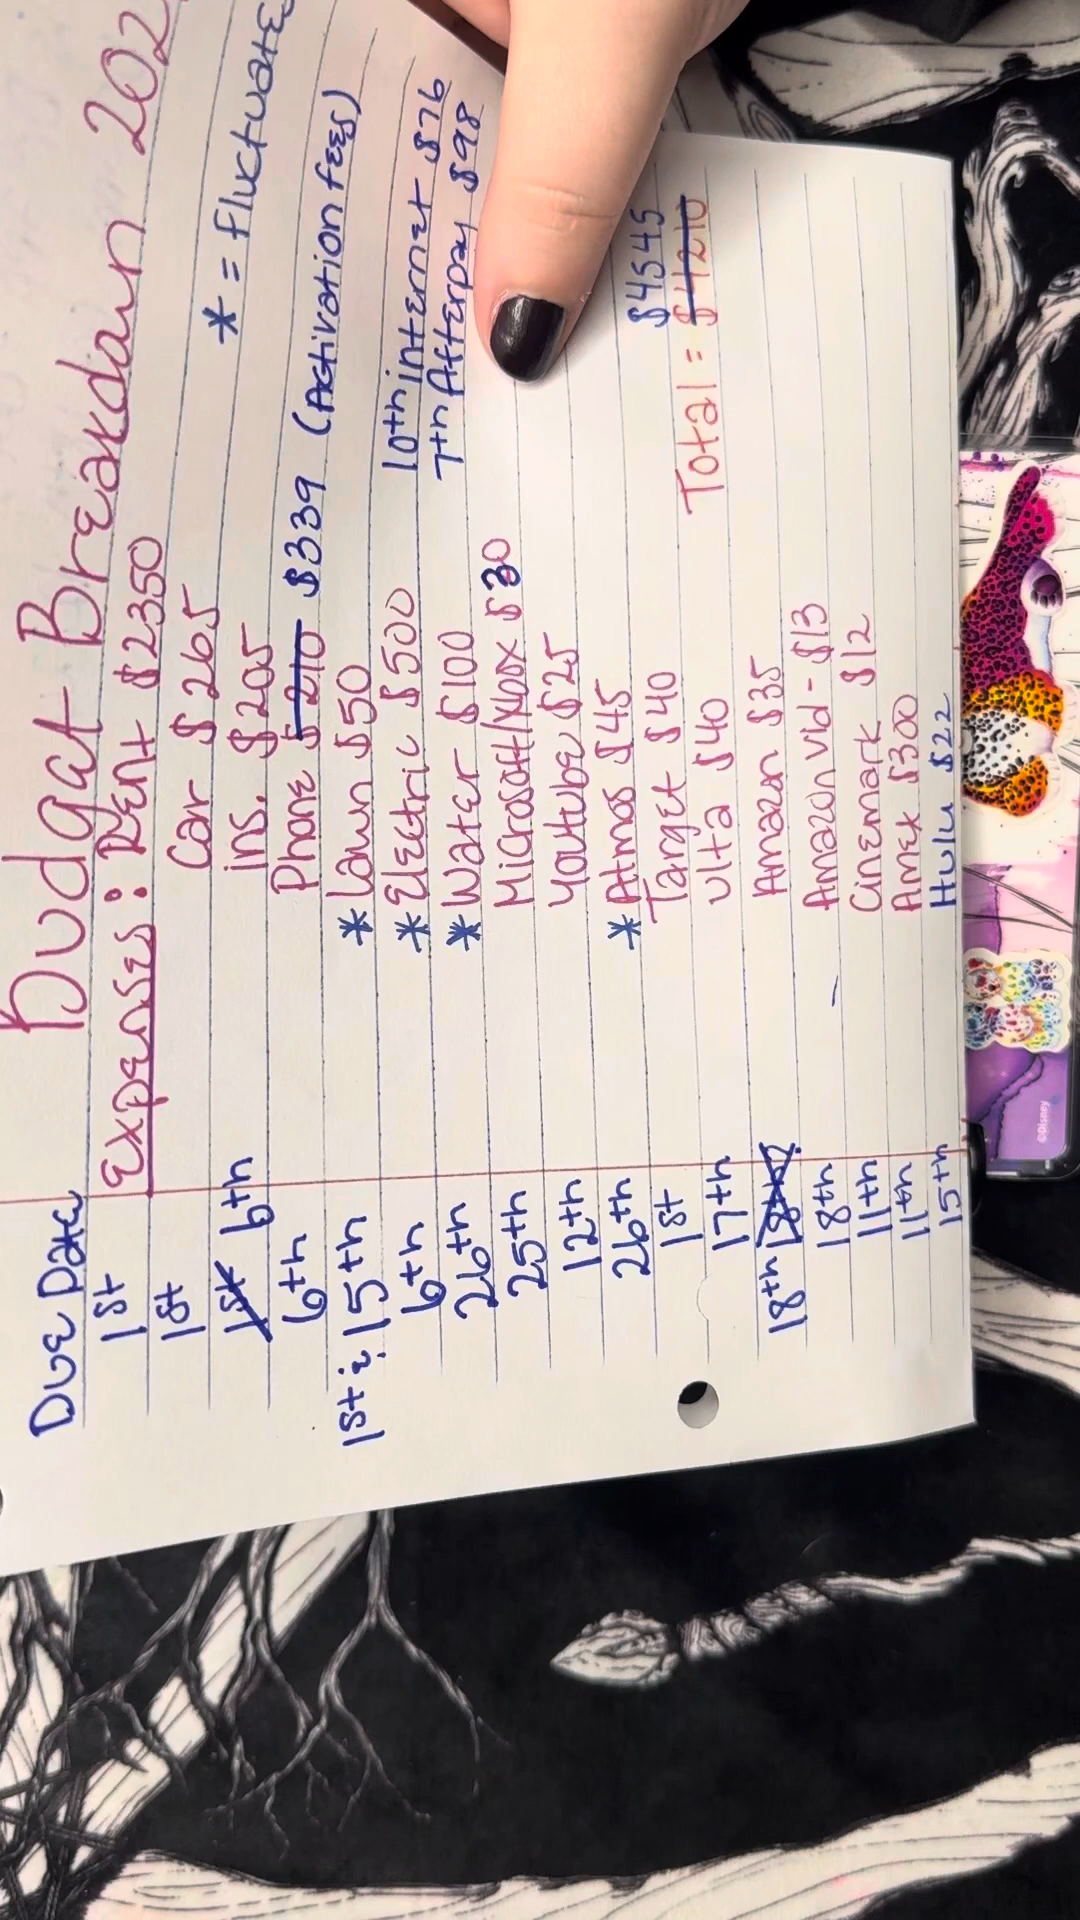 Budget Breakdown 202
Due Date
Expenses: Rent $2350
* = Fluctuates
1st
1st Car $265
1st 6th ins. $205
6th Phone $210 $339 (Activation fees)
1st & 15th * Lawn $50
6th * Electric $500 10th internet $76
26th * Water $100 7th Afterpay $98
25th Microsoft/Xbox $30
12th Youtube $25
26th * Atmos $45 $4545
1st Target $40 Total = $4210
17th Ulta $40
18th Amazon $35
18th Amazon Vid - $13
11th Cinemark $12
11th Amex $300
15th Hulu $22
©Disney